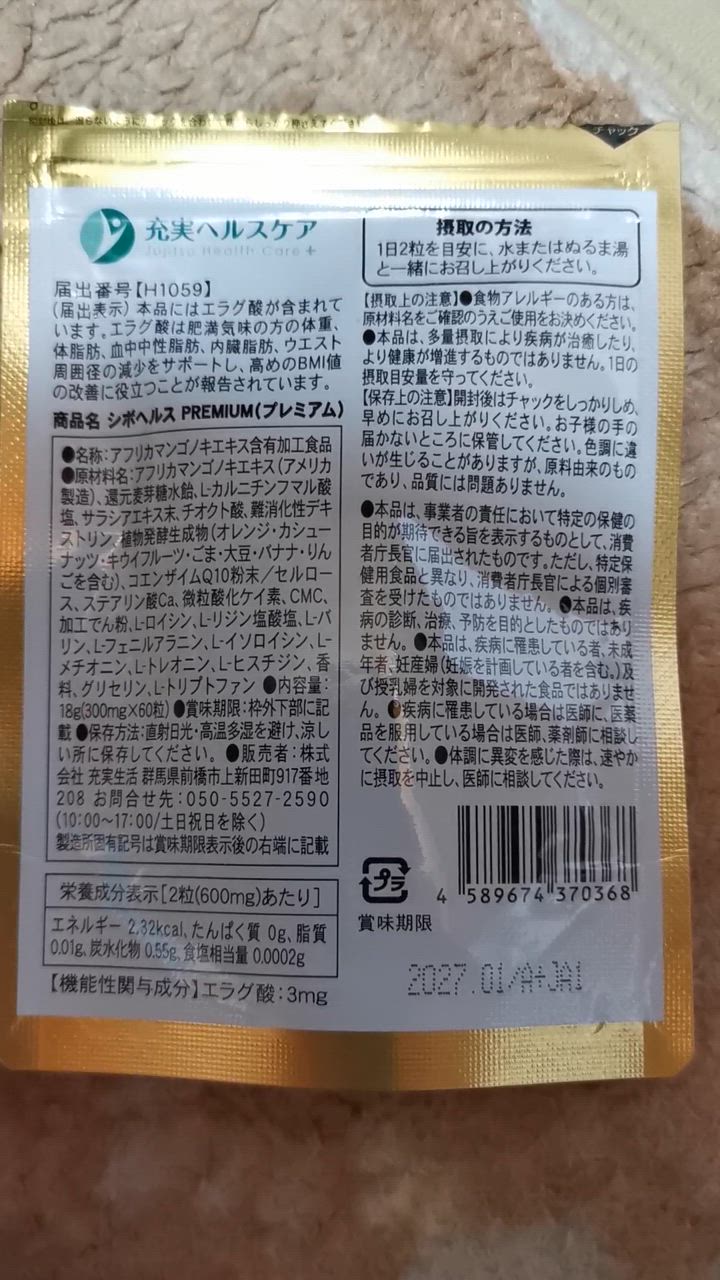 チャック
充実ヘルスケア
Jujitsu Health Care +
届出番号【H1059】
(届出表示)本品にはエラグ酸が含まれて
います。エラグ酸は肥満気味の方の体重、
体脂肪、血中中性脂肪、内臓脂肪、ウエスト
周囲径の減少をサポートし、高めのBMI値
の改善に役立つことが報告されています。
商品名 シボヘルス PREMIUM(プレミアム)
●名称:アフリカマンゴノキエキス含有加工食品
●原材料名:アフリカマンゴノキエキス(アメリカ
製造)、還元麦芽糖水飴、L-カルニチンフマル酸
塩、サラシアエキス末、チオクト酸、難消化性デキ
ストリン、植物発酵生成物(オレンジ・カシュー
ナッツ・キウイフルーツ・ごま・大豆・バナナ・りん
ごを含む)、コエンザイムQ10粉末/セルロー
ス、ステアリン酸Ca、微粒酸化ケイ素、CMC、
加工でん粉、L-ロイシン、L-リジン塩酸塩、L-バ
リン、L-フェニルアラニン、L-イソロイシン、L-
メチオニン、L-トレオニン、L-ヒスチジン、香
料、グリセリン、L-トリプトファン ●内容量:
18g(300mg×60粒) ●賞味期限:枠外下部に記
載 ●保存方法:直射日光・高温多湿を避け、涼し
い所に保存してください。 ●販売者:株式
会社 充実生活 群馬県前橋市上新田町917番地
208 お問合せ先:050-5527-2590
(10:00〜17:00/土日祝日を除く)
製造所固有記号は賞味期限表示後の右端に記載
栄養成分表示[2粒(600mg)あたり]
エネルギー 2.32kcal、たんぱく質 0g、脂質
0.01g、炭水化物 0.55g、食塩相当量 0.0002g
【機能性関与成分】エラグ酸:3mg
摂取の方法
1日2粒を目安に、水またはぬるま湯
と一緒にお召し上がりください。
【摂取上の注意】●食物アレルギーのある方は、
原材料名をご確認のうえご使用をお決めください。
●本品は、多量摂取により疾病が治癒したり、
より健康が増進するものではありません。1日の
摂取目安量を守ってください。
【保存上の注意】開封後はチャックをしっかりしめ、
早めにお召し上がりください。お子様の手の
届かないところに保管してください。色調に違
いが生じることがありますが、原料由来のもの
であり、品質には問題ありません。
●本品は、事業者の責任において特定の保健の
目的が期待できる旨を表示するものとして、消費
者庁長官に届出されたものです。ただし、特定保
健用食品と異なり、消費者庁長官による個別審
査を受けたものではありません。 ●本品は、疾
病の診断、治療、予防を目的としたものではあり
ません。 ●本品は、疾病に罹患している者、未成
年者、妊産婦(妊娠を計画している者を含む。)及
び授乳婦を対象に開発された食品ではありませ
ん。 ●疾病に罹患している場合は医師に、医薬
品を服用している場合は医師、薬剤師に相談し
てください。●体調に異変を感じた際は、速やか
に摂取を中止し、医師に相談してください。
プラ
4 589674 370368
賞味期限
2027.01/A+JA1